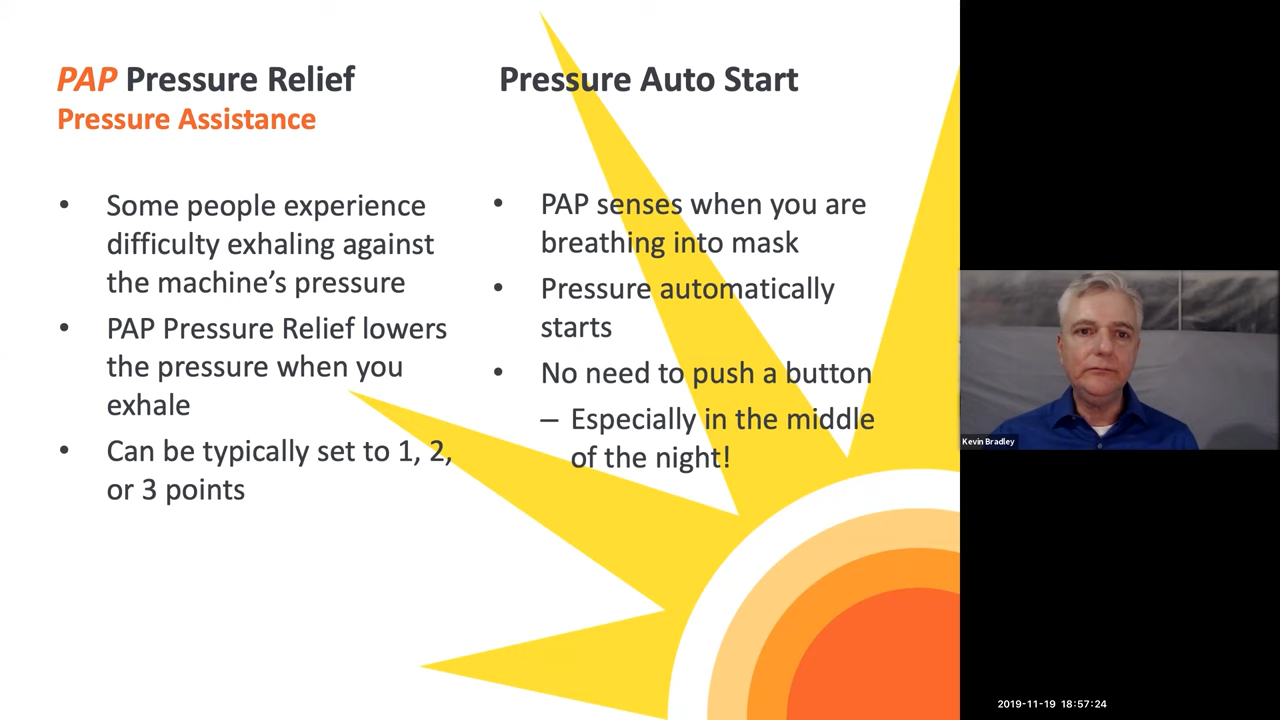 PAP Pressure Relief
Pressure Assistance
• Some people experience
difficulty exhaling against
the machine’s pressure
• PAP Pressure Relief lowers
the pressure when you
exhale
• Can be typically set to 1, 2,
or 3 points
Pressure Auto Start
• PAP senses when you are
breathing into mask
• Pressure automatically
starts
• No need to push a button
– Especially in the middle
of the night!
Kevin Bradley
2019-11-19 18:57:24